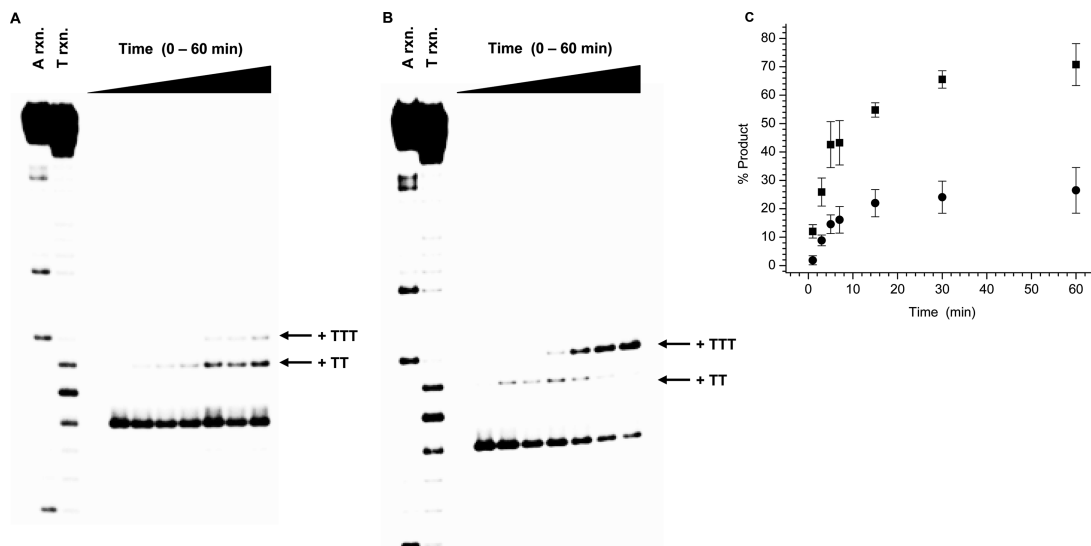 A
A rxn.
T rxn.
Time (0 – 60 min)
+ TTT
+ TT
B
A rxn.
T rxn.
Time (0 – 60 min)
+ TTT
+ TT
C
% Product
80
70
60
50
40
30
20
10
0
0 10 20 30 40 50 60
Time (min)